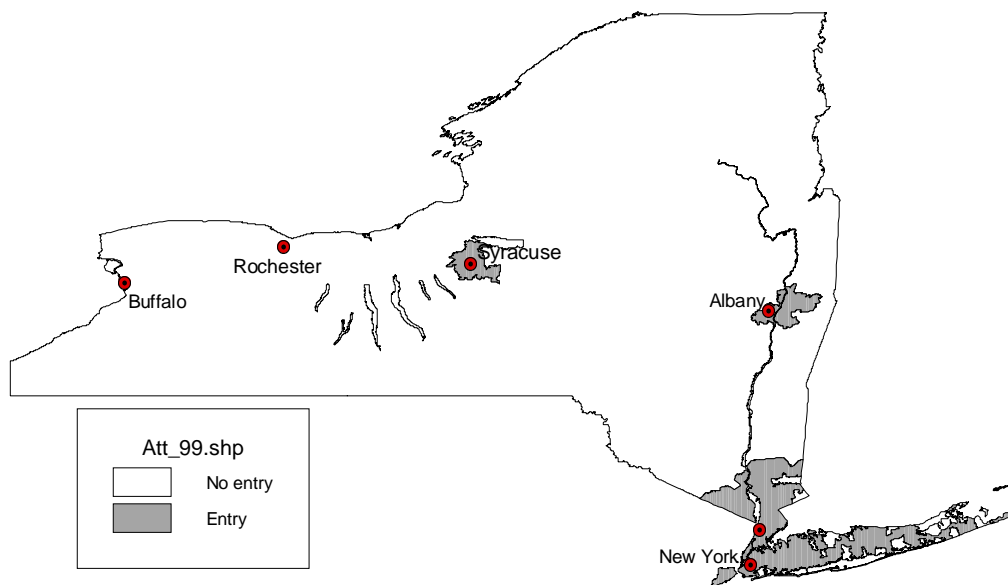 Syracuse
Rochester
Buffalo
Albany
Att_99.shp
No entry
Entry
New York